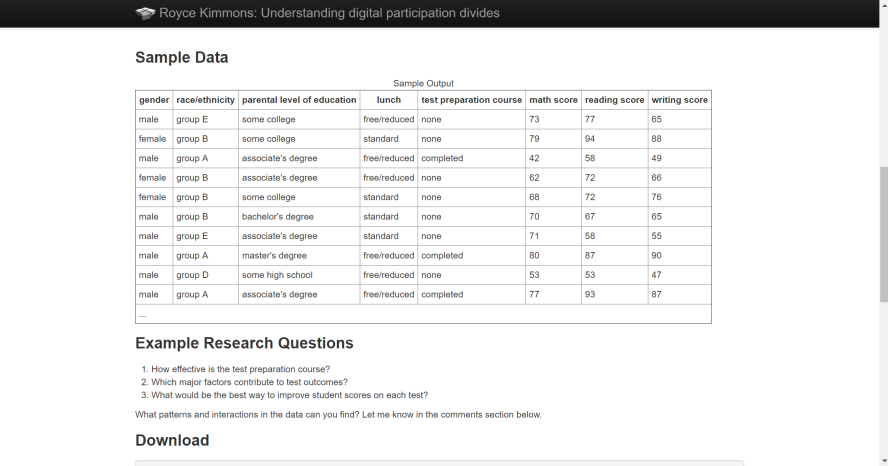 Royce Kimmons: Understanding digital participation divides
Sample Data
Sample Output
gender race/ethnicity parental level of education lunch test preparation course math score reading score writing score
male group E some college free/reduced none 73 77 65
female group B some college standard none 79 94 88
male group A associate's degree free/reduced completed 42 58 49
female group B associate's degree free/reduced none 62 72 66
female group B some college standard none 68 72 76
male group B bachelor's degree standard none 70 67 65
male group E associate's degree standard none 71 58 55
male group A master's degree free/reduced completed 80 87 90
male group D some high school free/reduced none 53 53 47
male group A associate's degree free/reduced completed 77 93 87
...
Example Research Questions
1. How effective is the test preparation course?
2. Which major factors contribute to test outcomes?
3. What would be the best way to improve student scores on each test?
What patterns and interactions in the data can you find? Let me know in the comments section below.
Download